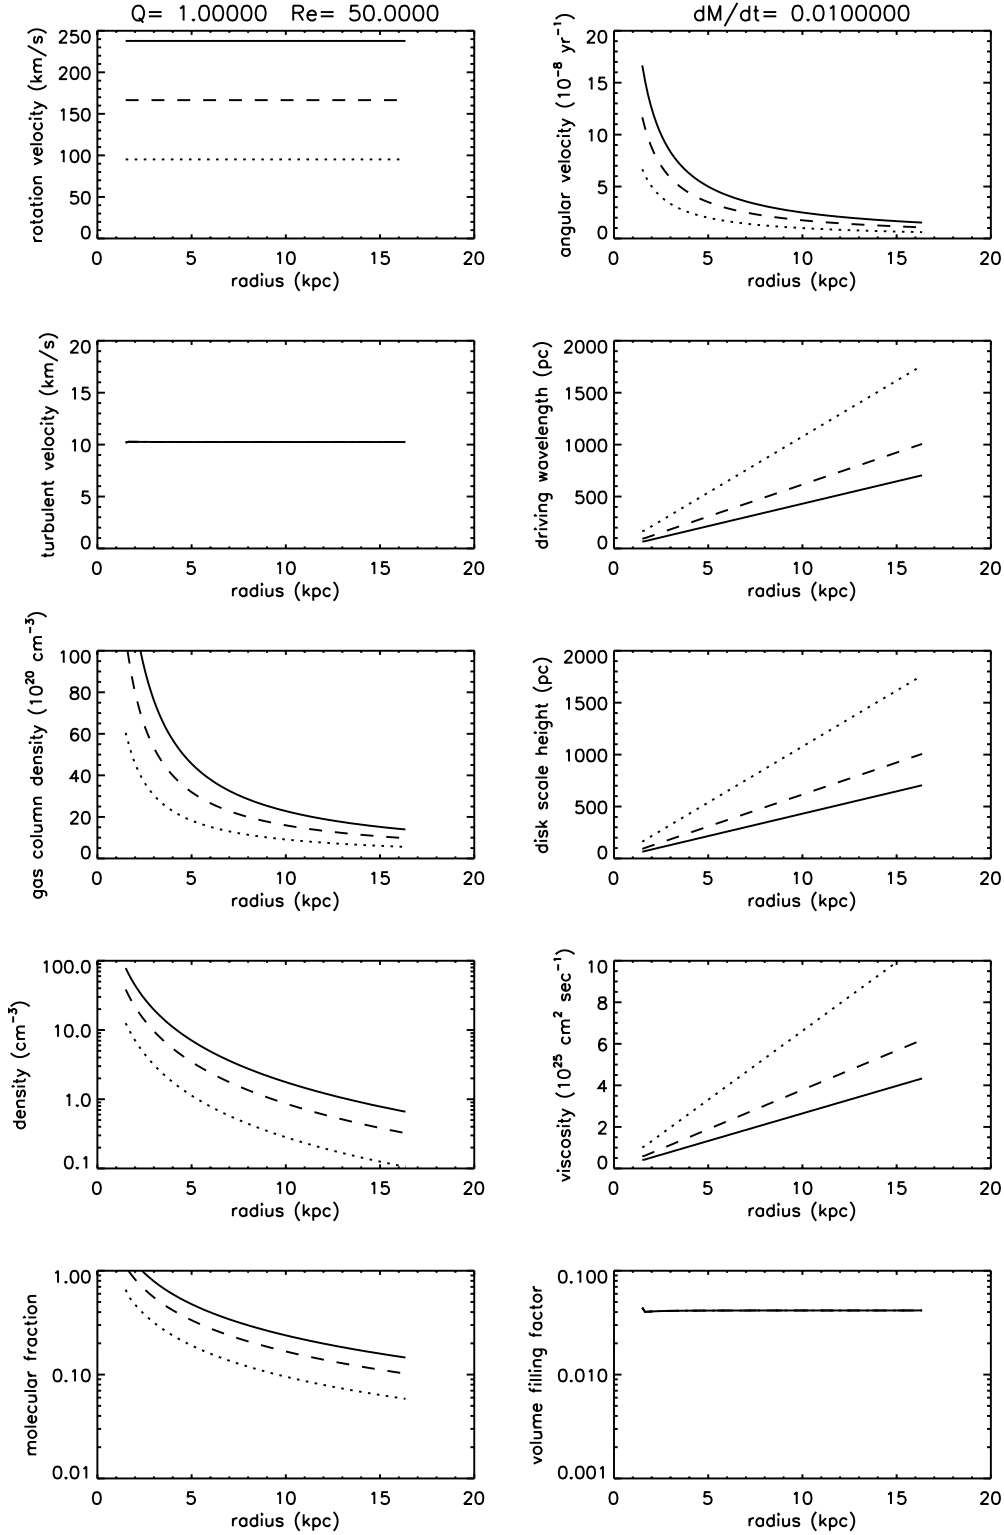 Q= 1.00000 Re= 50.0000
dM/dt= 0.0100000
250
200
150
100
50
0
rotation velocity (km/s)
0 5 10 15 20
radius (kpc)
20
15
10
5
0
angular velocity (10⁻⁸ yr⁻¹)
0 5 10 15 20
radius (kpc)
20
15
10
5
0
turbulent velocity (km/s)
0 5 10 15 20
radius (kpc)
2000
1500
1000
500
0
driving wavelength (pc)
0 5 10 15 20
radius (kpc)
100
80
60
40
20
0
gas column density (10²⁰ cm⁻³)
0 5 10 15 20
radius (kpc)
2000
1500
1000
500
0
disk scale height (pc)
0 5 10 15 20
radius (kpc)
100.0
10.0
1.0
0.1
density (cm⁻³)
0 5 10 15 20
radius (kpc)
10
8
6
4
2
0
viscosity (10²⁵ cm² sec⁻¹)
0 5 10 15 20
radius (kpc)
1.00
0.10
0.01
molecular fraction
0 5 10 15 20
radius (kpc)
0.100
0.010
0.001
volume filling factor
0 5 10 15 20
radius (kpc)